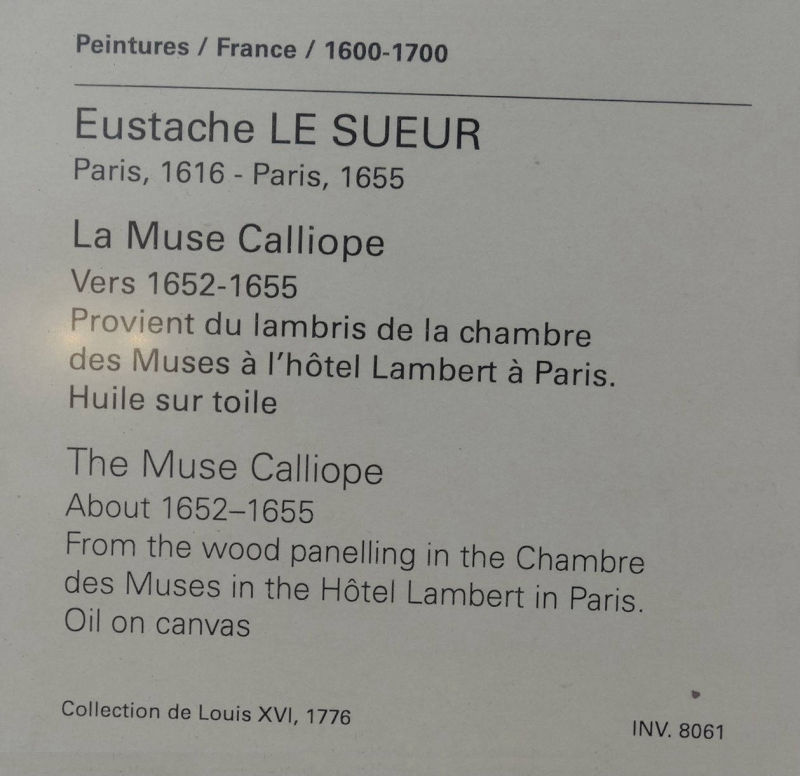 Peintures / France / 1600-1700
Eustache LE SUEUR
Paris, 1616 - Paris, 1655
La Muse Calliope
Vers 1652-1655
Provient du lambris de la chambre
des Muses à l'hôtel Lambert à Paris.
Huile sur toile
The Muse Calliope
About 1652–1655
From the wood panelling in the Chambre
des Muses in the Hôtel Lambert in Paris.
Oil on canvas
Collection de Louis XVI, 1776
INV. 8061